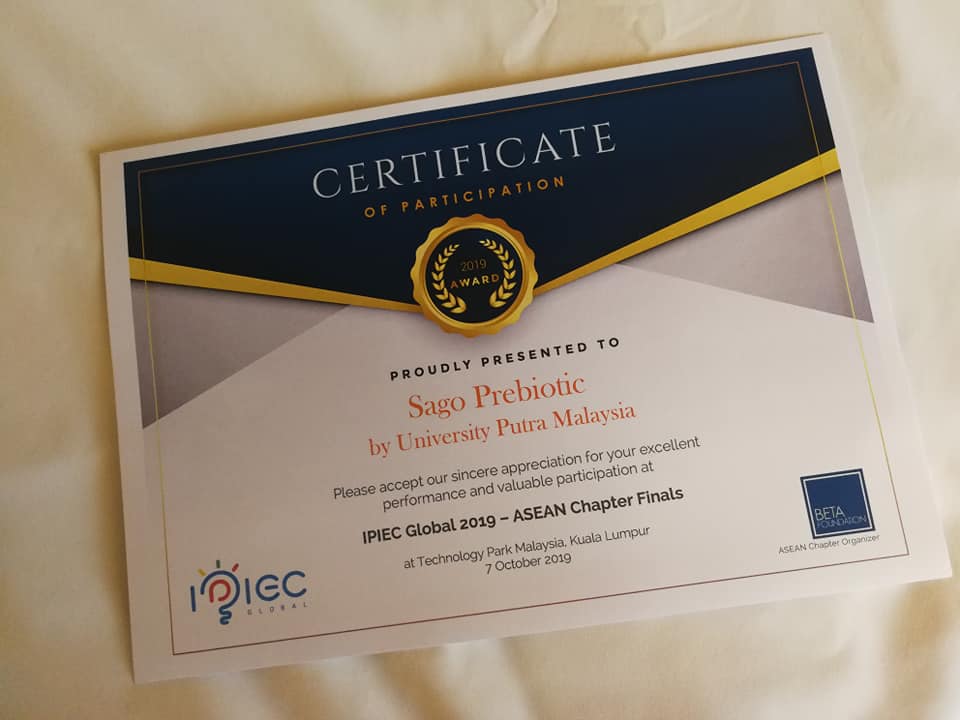 CERTIFICATE
OF PARTICIPATION
2019
AWARD
PROUDLY PRESENTED TO
Sago Prebiotic
by University Putra Malaysia
Please accept our sincere appreciation for your excellent
performance and valuable participation at
IPIEC Global 2019 – ASEAN Chapter Finals
at Technology Park Malaysia, Kuala Lumpur
7 October 2019
IPIEC
GLOBAL
BETA
FOUNDATION
ASEAN Chapter Organizer